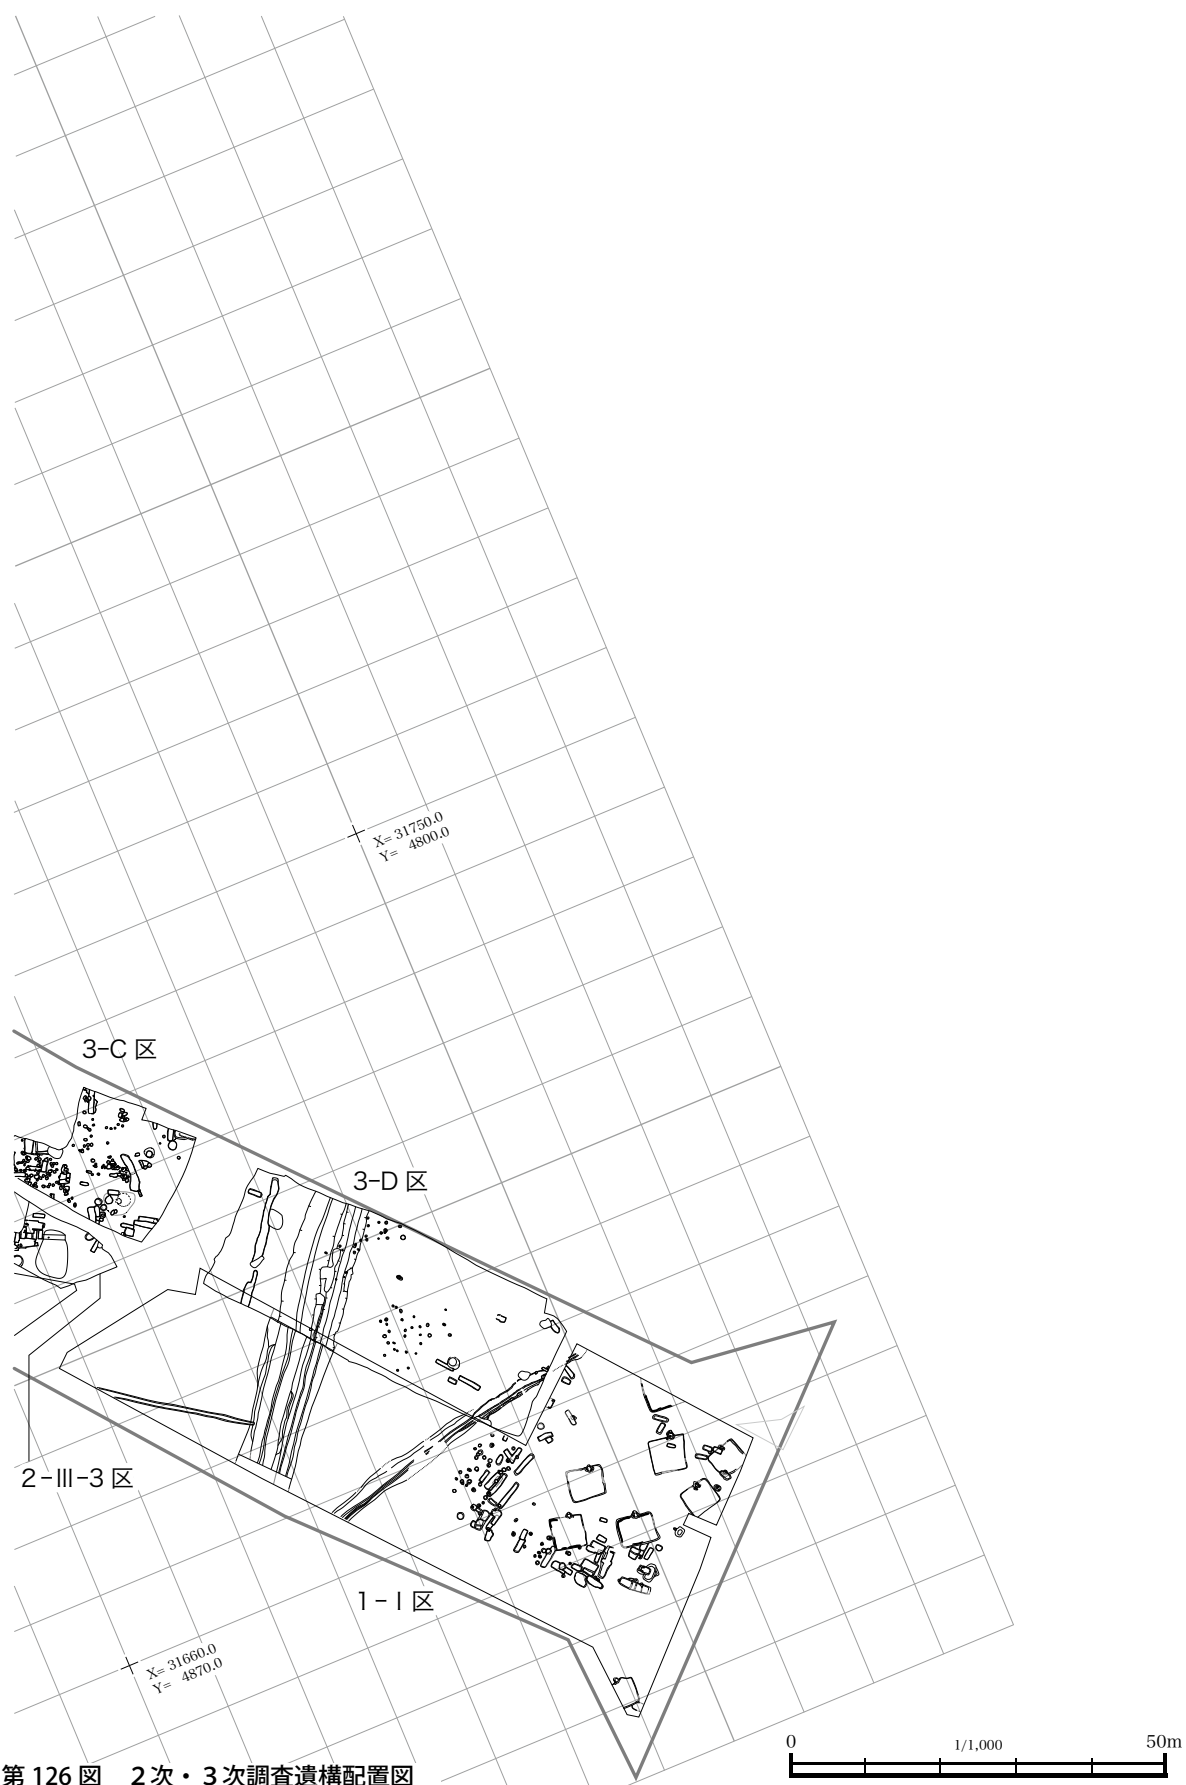 X= 31750.0
Y= 4800.0
3-C 区
3-D 区
2-Ⅲ-3 区
1-Ⅰ区
X= 31660.0
Y= 4870.0
0 1/1,000 50m
第 126 図 2次・3次調査遺構配置図